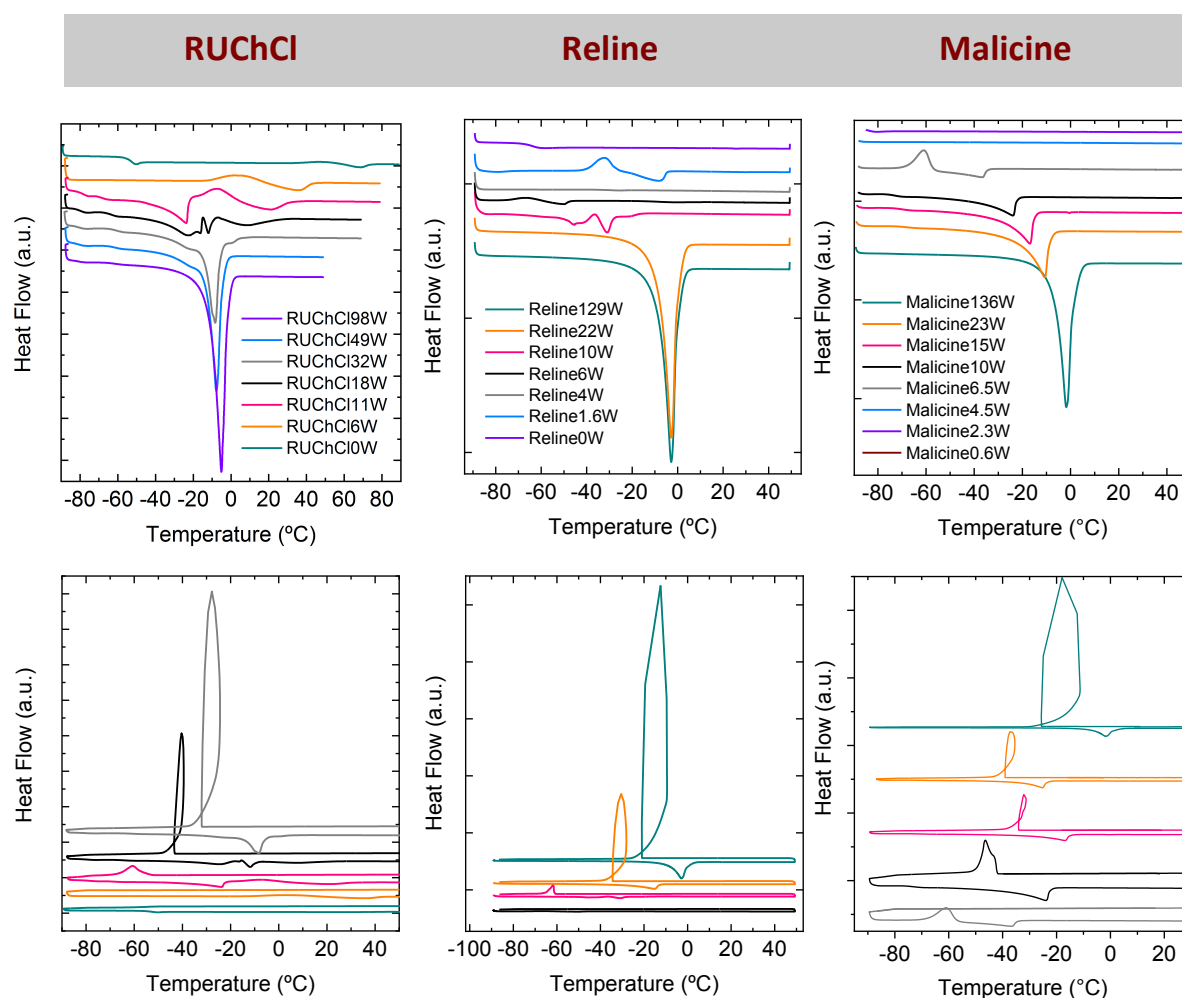 RUChCl
Reline
Malicine
Heat Flow (a.u.)
RUChCl98W
RUChCl49W
RUChCl32W
RUChCl18W
RUChCl11W
RUChCl6W
RUChCl0W
-80 -60 -40 -20 0 20 40 60 80
Temperature (ºC)
Heat Flow (a.u.)
Reline129W
Reline22W
Reline10W
Reline6W
Reline4W
Reline1.6W
Reline0W
-80 -60 -40 -20 0 20 40
Temperature (ºC)
Heat Flow (a.u.)
Malicine136W
Malicine23W
Malicine15W
Malicine10W
Malicine6.5W
Malicine4.5W
Malicine2.3W
Malicine0.6W
-80 -60 -40 -20 0 20 40
Temperature (°C)
Heat Flow (a.u.)
-80 -60 -40 -20 0 20 40
Temperature (ºC)
Heat Flow (a.u.)
-100 -80 -60 -40 -20 0 20 40
Temperature (ºC)
Heat Flow (a.u.)
-80 -60 -40 -20 0 20
Temperature (°C)